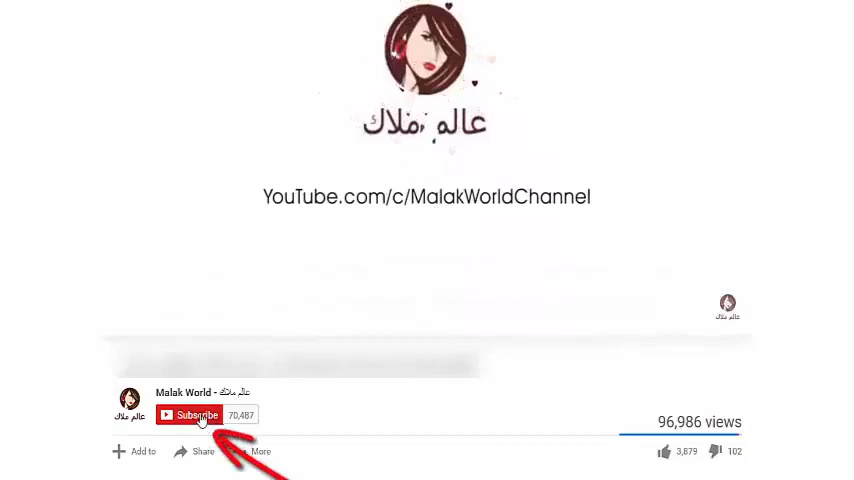 عالم ملاك
YouTube.com/c/MalakWorldChannel
عالم ملاك
Malak World - عالم ملاك
عالم ملاك
Subscribe 70,487
96,986 views
Add to Share More 3,879 102